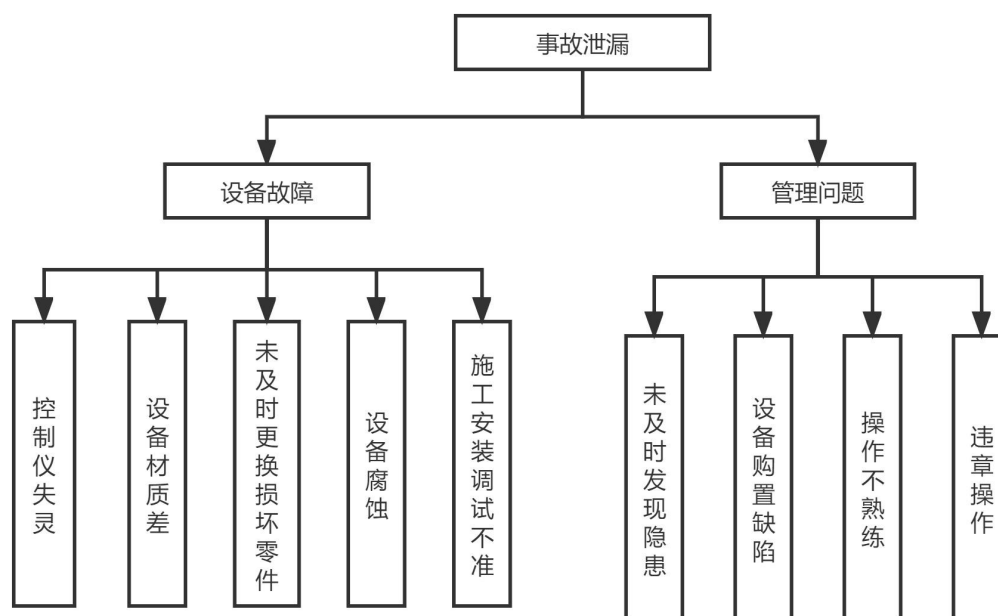 事故泄漏
设备故障
管理问题
控制仪失灵
设备材质差
未及时更换损坏零件
设备腐蚀
施工安装调试不准
未及时发现隐患
设备购置缺陷
操作不熟练
违章操作